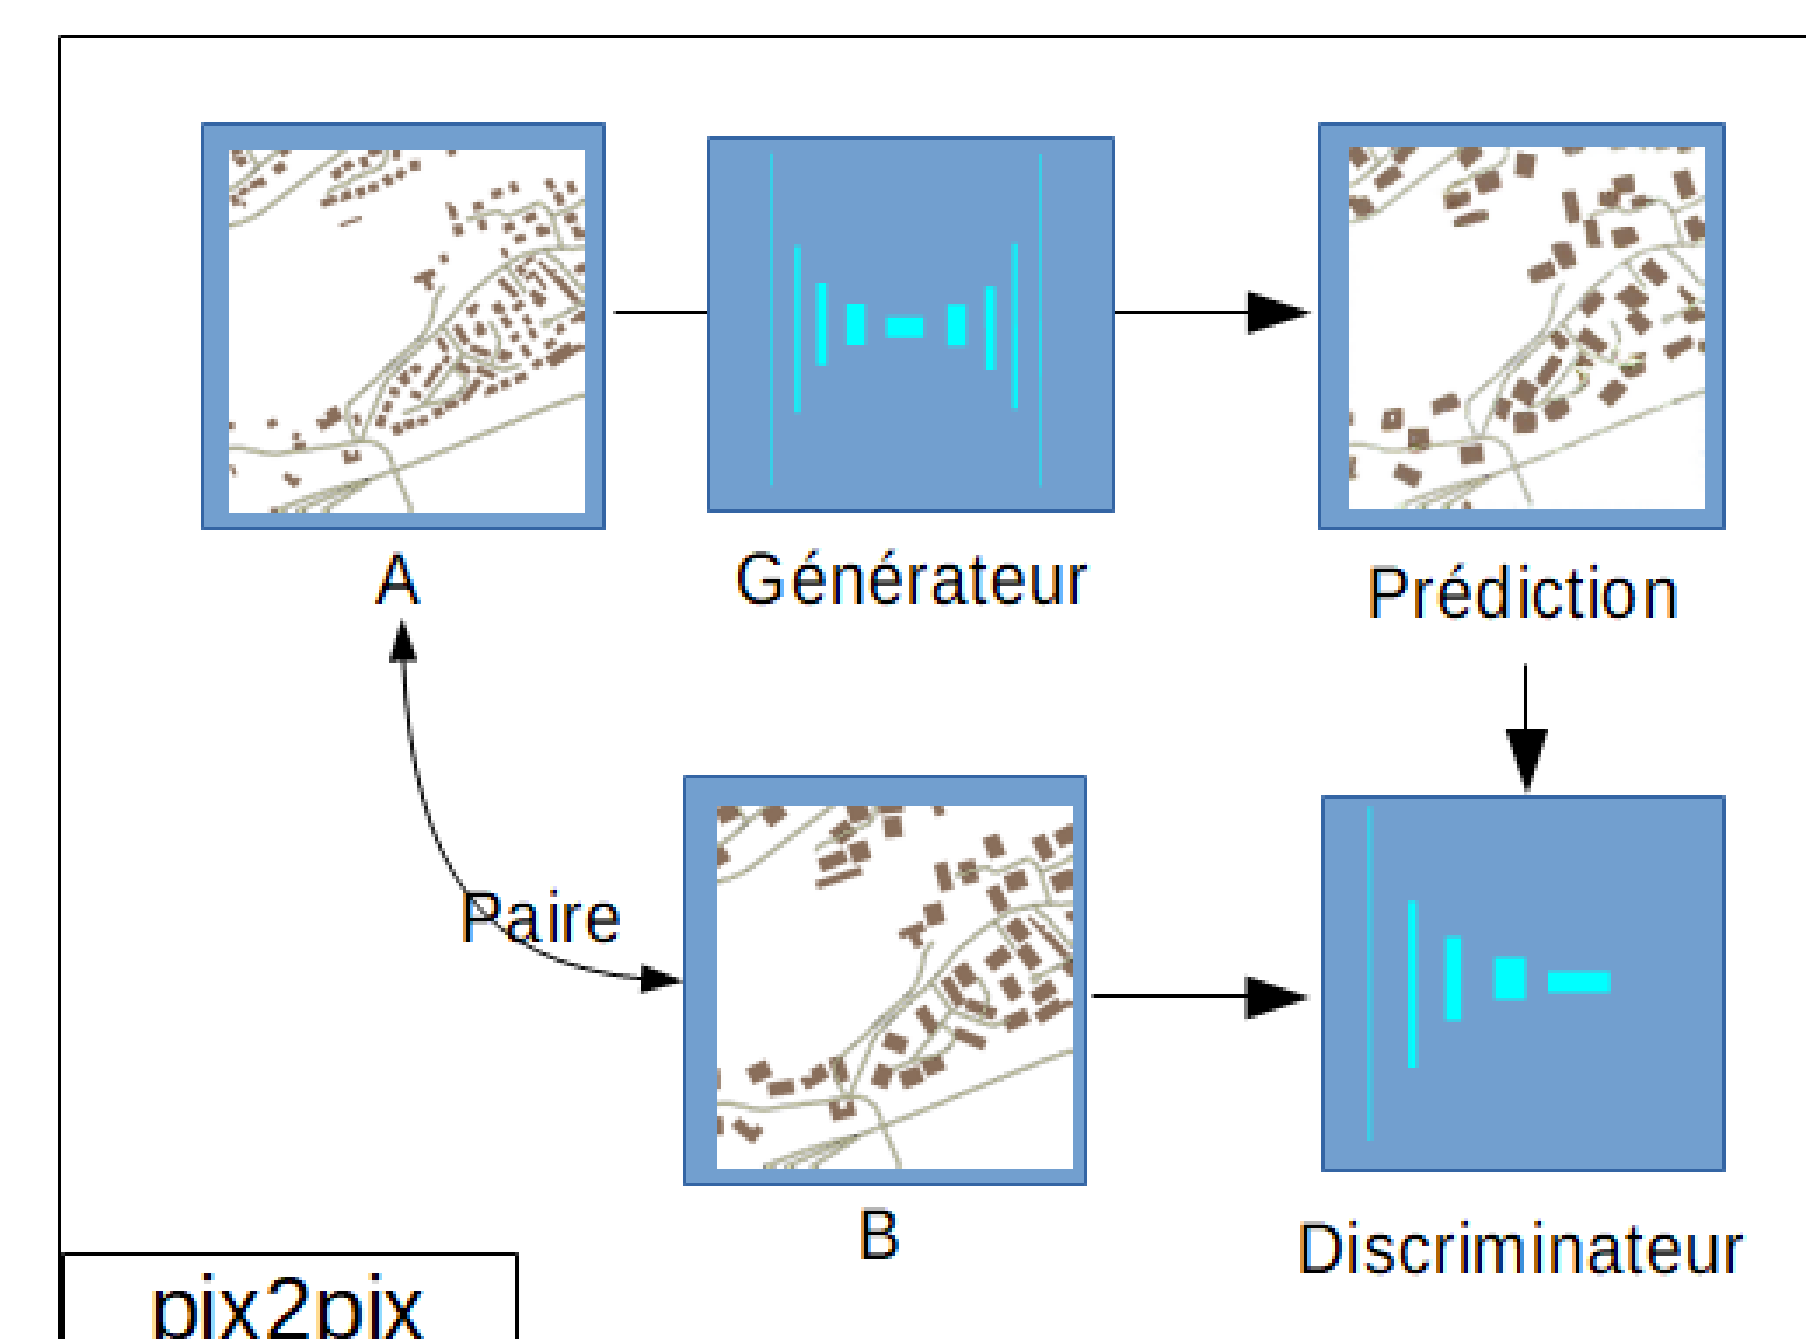 A
Générateur
Prédiction
Paire
B
Discriminateur
pix2pix